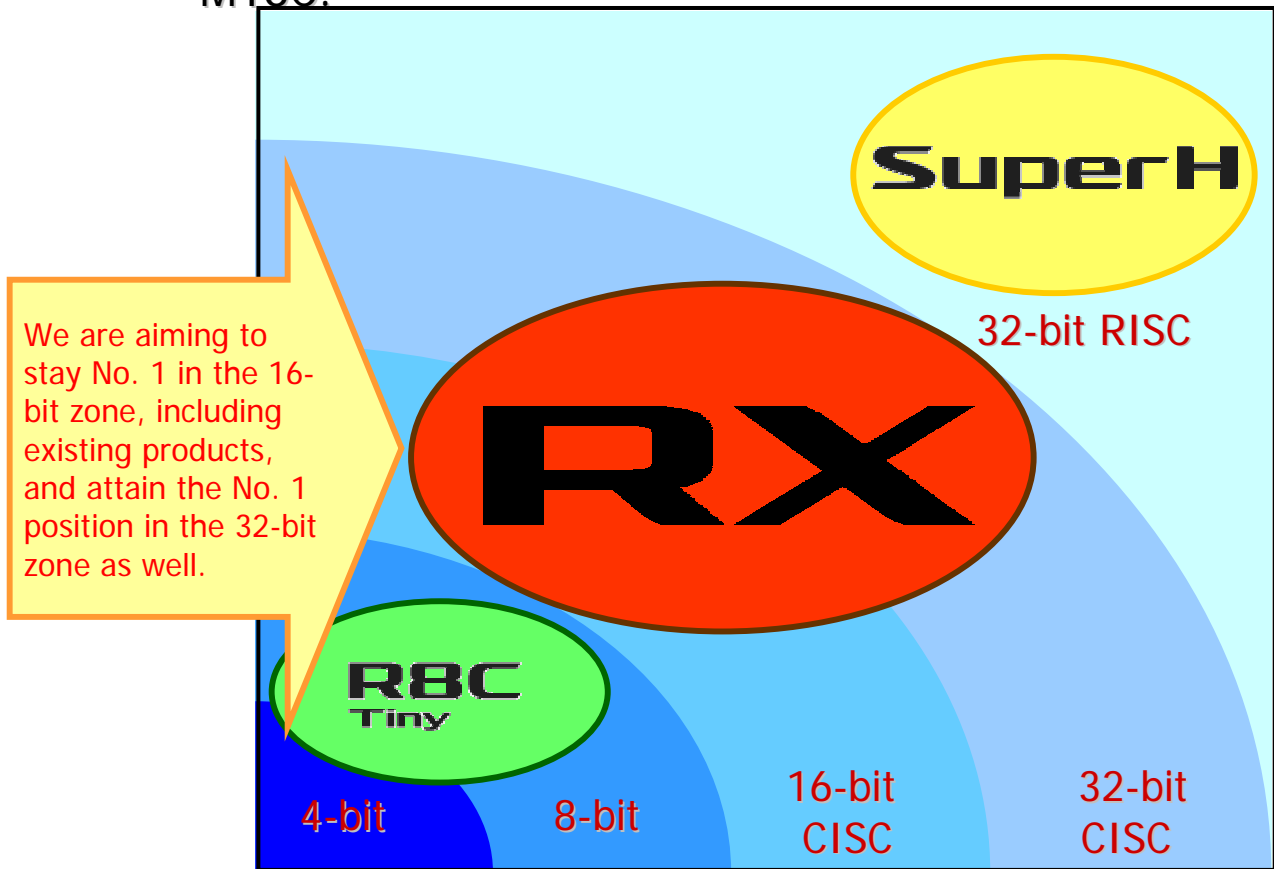 SuperH
32-bit RISC
We are aiming to
stay No. 1 in the 16-
bit zone, including
existing products,
and attain the No. 1
position in the 32-bit
zone as well.
RX
R8C
Tiny
4-bit
8-bit
16-bit
CISC
32-bit
CISC